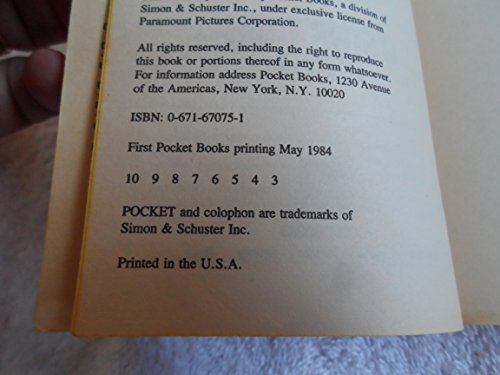 Books, a division of
Simon & Schuster Inc., under exclusive license from
Paramount Pictures Corporation.
All rights reserved, including the right to reproduce
this book or portions thereof in any form whatsoever.
For information address Pocket Books, 1230 Avenue
of the Americas, New York, N.Y. 10020
ISBN: 0-671-67075-1
First Pocket Books printing May 1984
10 9 8 7 6 5 4 3
POCKET and colophon are trademarks of
Simon & Schuster Inc.
Printed in the U.S.A.